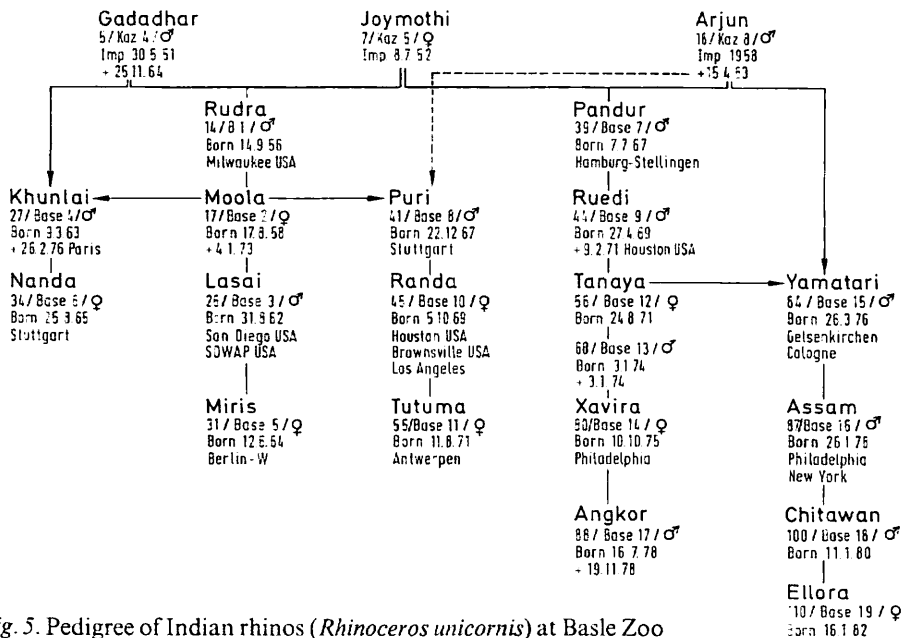 Gadadhar
5/ Kaz 4/ ♂
Imp 30.5.51
+ 25.11.64
Joymothi
7/ Kaz 5/ ♀
Imp 8.7.52
Arjun
16/ Kaz 8/ ♂
Imp 1958
+15.4.63
Rudra
14/ B 1/ ♂
Born 14.9.56
Milwaukee USA
Pandur
39/ Base 7/ ♂
Born 7.7.67
Hamburg-Stellingen
Khunlai
27/ Base 4/ ♂
Born 3.3.63
+ 26.2.76 Paris
Moola
17/ Base 2/ ♀
Born 17.8.58
+ 4.1.73
Puri
41/ Base 8/ ♂
Born 22.12.67
Stuttgart
Ruedi
44/ Base 9/ ♂
Born 27.4.69
+ 9.2.71 Houston USA
Nanda
34/ Base 6/ ♀
Born 25.3.65
Stuttgart
Lasai
26/ Base 3/ ♂
Born 31.8.62
San Diego USA
SDWAP USA
Randa
45/ Base 10/ ♀
Born 5.10.69
Houston USA
Brownsville USA
Los Angeles
Tanaya
56/ Base 12/ ♀
Born 24.8.71
68/ Base 13/ ♂
Born 3.1.74
+ 3.1.74
Yamatari
84/ Base 15/ ♂
Born 26.3.76
Gelsenkirchen
Cologne
Miris
31/ Base 5/ ♀
Born 12.6.64
Berlin-W
Tutuma
55/ Base 11/ ♀
Born 11.8.71
Antwerpen
Xavira
80/Base 14/ ♀
Born 10.10.75
Philadelphia
Assam
87/Base 16/ ♂
Born 26.1.78
Philadelphia
New York
Angkor
88/ Base 17/ ♂
Born 16.7.78
+ 19.11.78
Chitawan
100/ Base 18/ ♂
Born 11.1.80
Ellora
110/ Base 19/ ♀
Born 16.1.82
ig. 5. Pedigree of Indian rhinos (Rhinoceros unicornis) at Basle Zoo